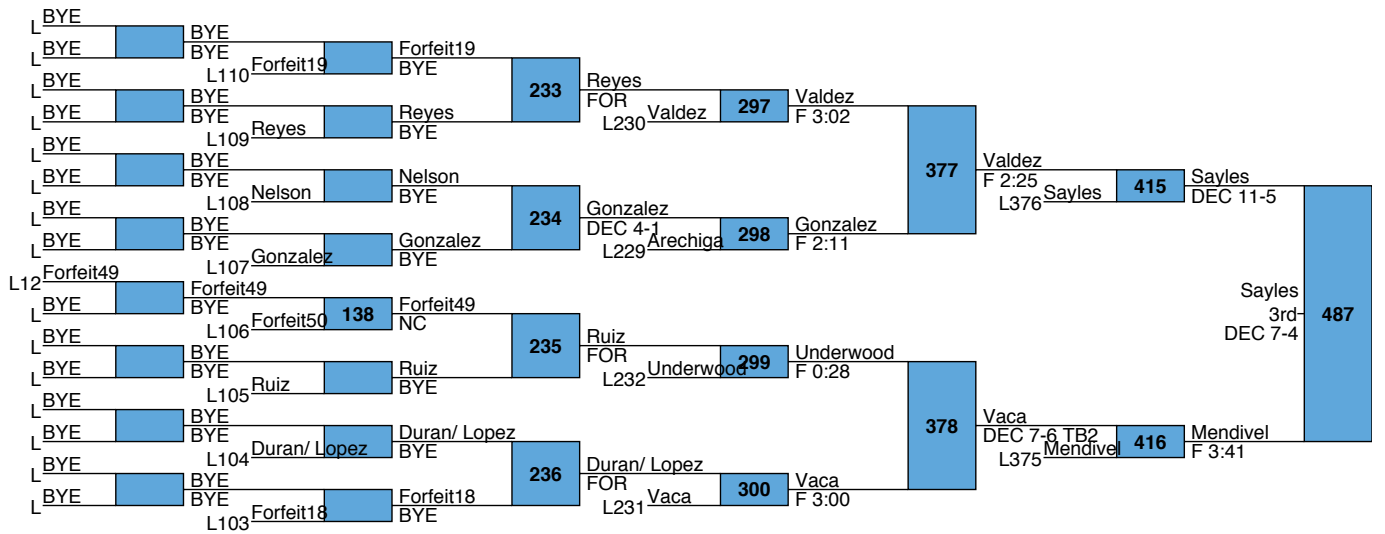 BYE
L
BYE
L
BYE
BYE
L110 Forfeit19
Forfeit19
BYE
BYE
L
BYE
L
BYE
BYE
L109 Reyes
Reyes
BYE
233
Reyes
FOR
L230 Valdez
297
Valdez
F 3:02
BYE
L
BYE
L
BYE
BYE
L108 Nelson
Nelson
BYE
BYE
L
BYE
L
BYE
BYE
L107 Gonzalez
Gonzalez
BYE
234
Gonzalez
DEC 4-1
L229 Arechiga
298
Gonzalez
F 2:11
377
Valdez
F 2:25
L376 Sayles
415
Sayles
DEC 11-5
L12 Forfeit49
BYE
L
Forfeit49
BYE
L106 Forfeit50
138
Forfeit49
NC
BYE
L
BYE
L
BYE
BYE
L105 Ruiz
Ruiz
BYE
235
Ruiz
FOR
L232 Underwood
299
Underwood
F 0:28
BYE
L
BYE
L
BYE
BYE
L104 Duran/ Lopez
Duran/ Lopez
BYE
BYE
L
BYE
L
BYE
BYE
L103 Forfeit18
Forfeit18
BYE
236
Duran/ Lopez
FOR
L231 Vaca
300
Vaca
F 3:00
378
Vaca
DEC 7-6 TB2
L375 Mendivel
416
Mendivel
F 3:41
487
Sayles
3rd
DEC 7-4